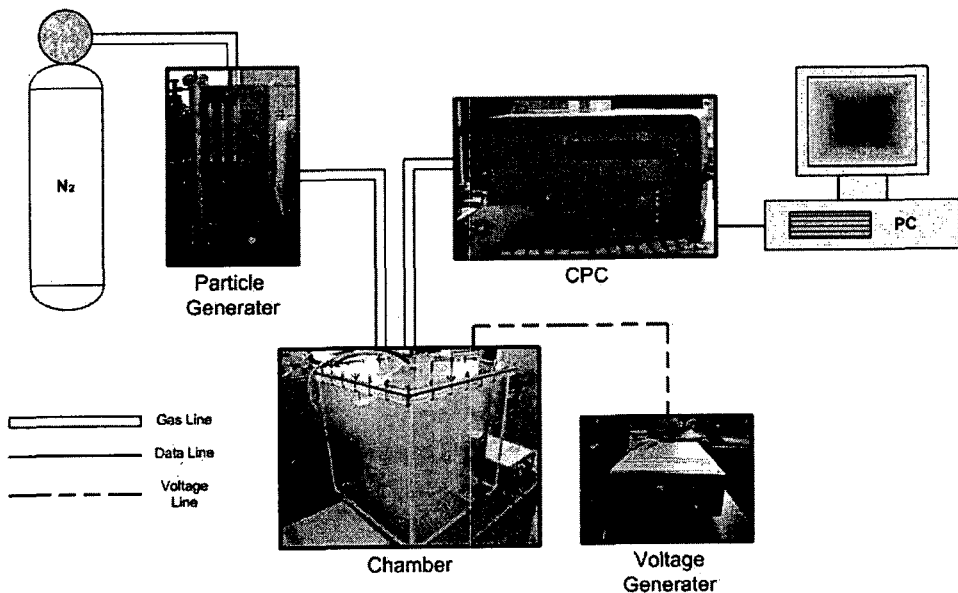 N₂
Particle
Generater
CPC
PC
Gas Line
Data Line
Voltage
Line
Chamber
Voltage
Generater